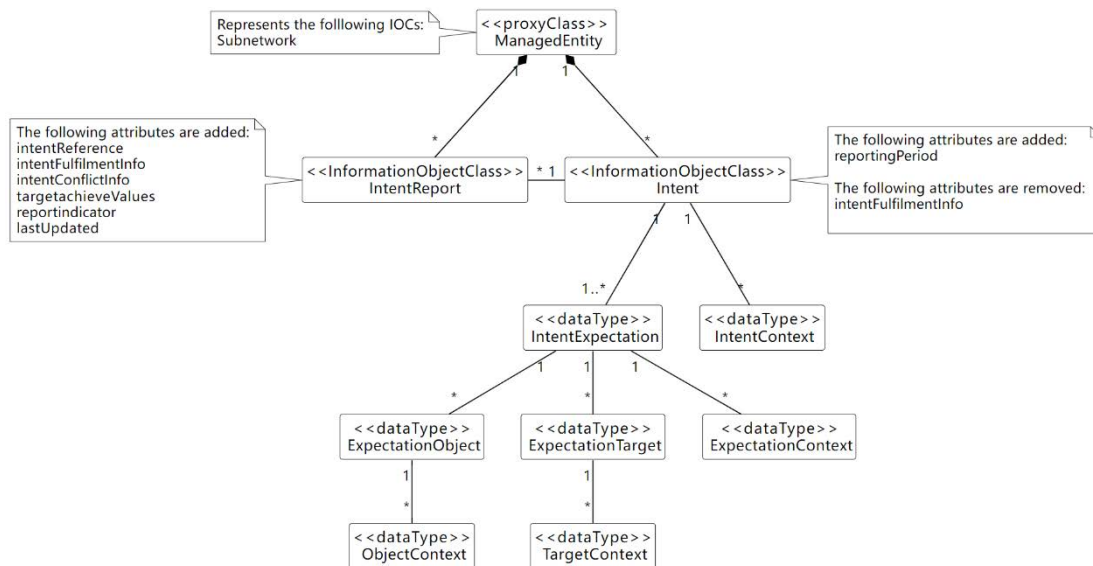 Represents the folllowing IOCs:
Subnetwork
<<proxyClass>>
ManagedEntity
1
1
*
*
The following attributes are added:
intentReference
intentFulfilmentInfo
intentConflictInfo
targetachieveValues
reportindicator
lastUpdated
<<InformationObjectClass>>
IntentReport
* 1
<<InformationObjectClass>>
Intent
The following attributes are added:
reportingPeriod
The following attributes are removed:
intentFulfilmentInfo
1
1
1..*
*
<<dataType>>
IntentExpectation
<<dataType>>
IntentContext
1
1
1
*
*
*
<<dataType>>
ExpectationObject
<<dataType>>
ExpectationTarget
<<dataType>>
ExpectationContext
1
1
*
*
<<dataType>>
ObjectContext
<<dataType>>
TargetContext